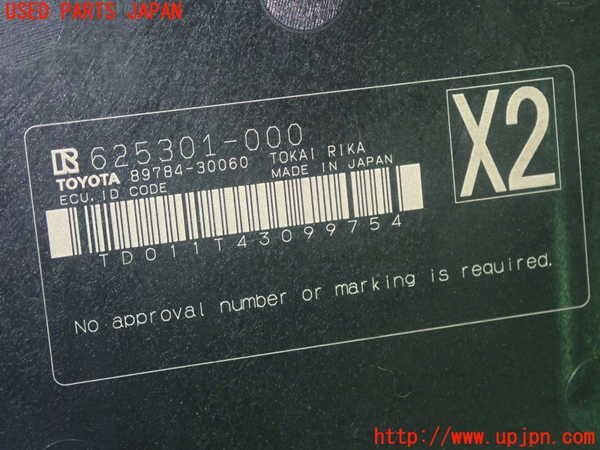 USED PARTS JAPAN
R 625301-000
TOYOTA 89784-30060 TOKAI RIKA
ECU. ID CODE MADE IN JAPAN
X2
TD011T43099754
No approval number or marking is required.
http://www.upjpn.com/